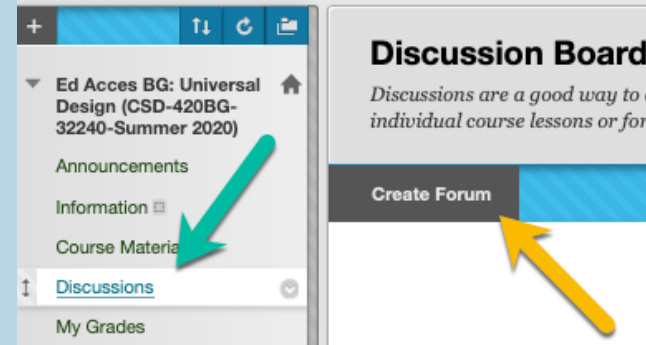 Ed Acces BG: Universal
Design (CSD-420BG-
32240-Summer 2020)
Announcements
Information
Course Materia
Discussions
My Grades
Discussion Board
Discussions are a good way to
individual course lessons or for
Create Forum